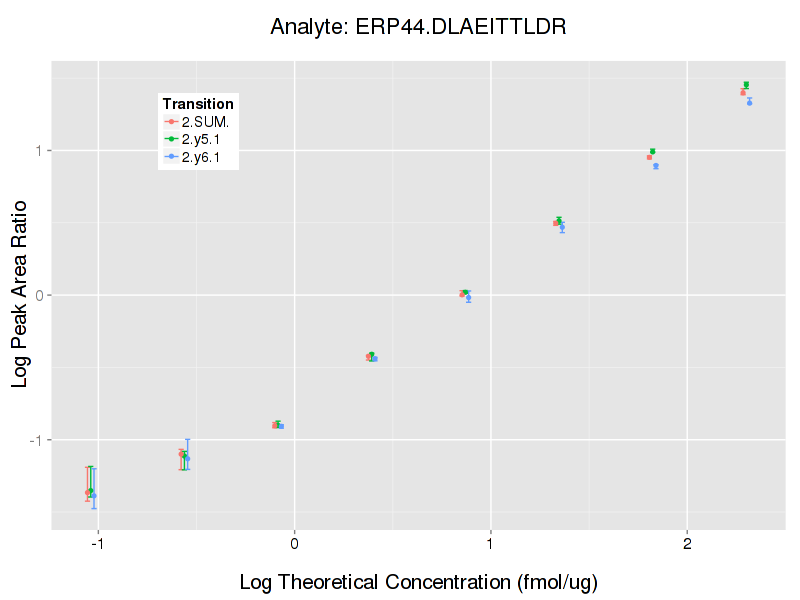 Analyte: ERP44.DLAEITTLDR
Transition
2.SUM.
2.y5.1
2.y6.1
1
0
-1
Log Peak Area Ratio
-1
0
1
2
Log Theoretical Concentration (fmol/ug)